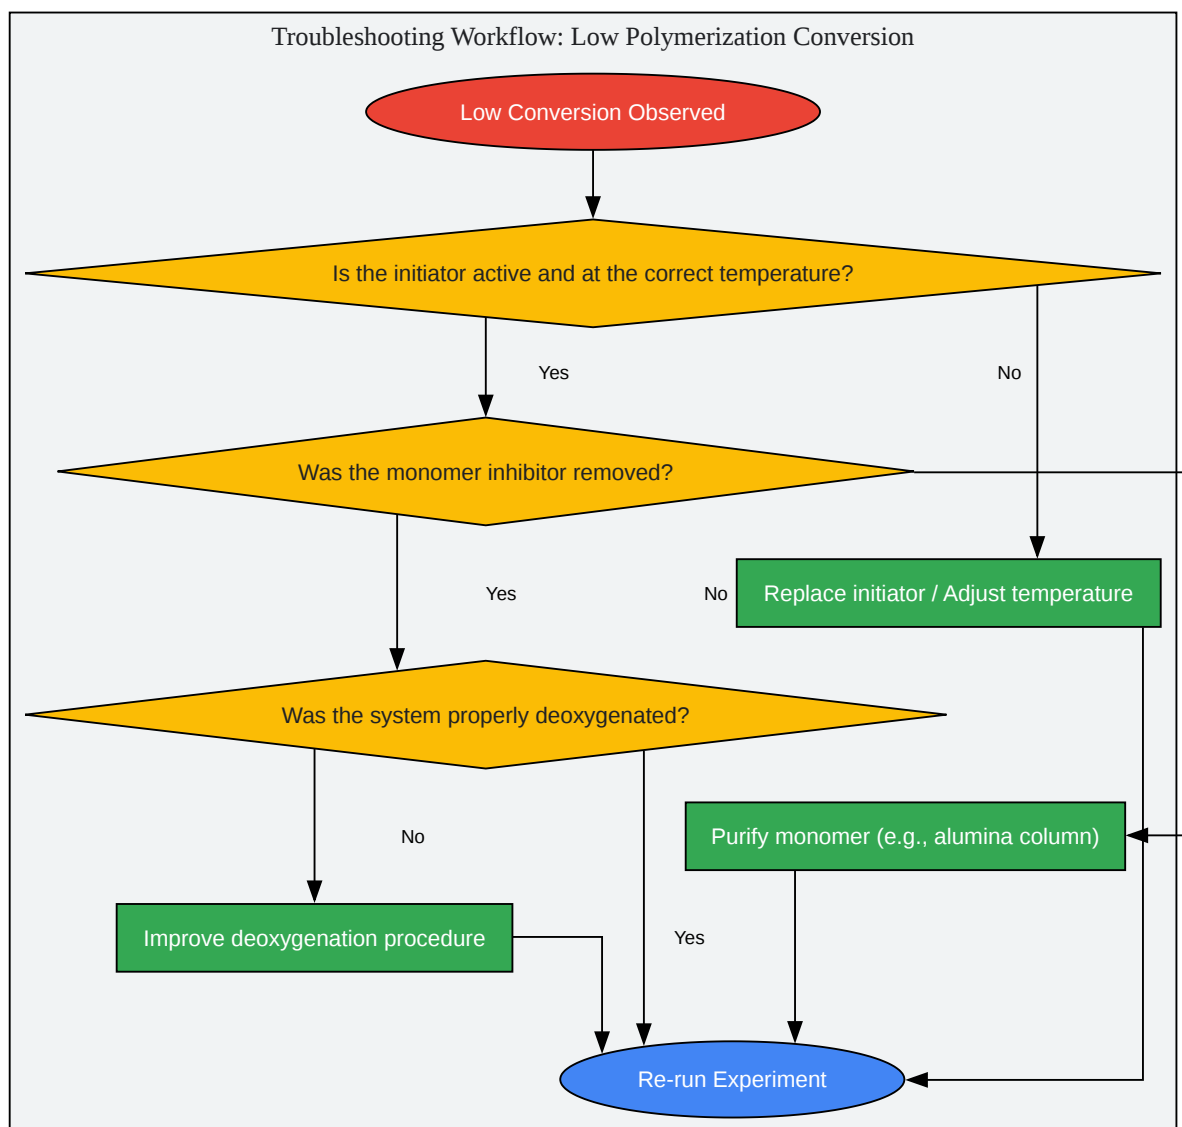 Troubleshooting Workflow: Low Polymerization Conversion
Low Conversion Observed
Is the initiator active and at the correct temperature?
Yes
No
Was the monomer inhibitor removed?
Yes
No
Replace initiator / Adjust temperature
Was the system properly deoxygenated?
No
Purify monomer (e.g., alumina column)
Improve deoxygenation procedure
Yes
Re-run Experiment